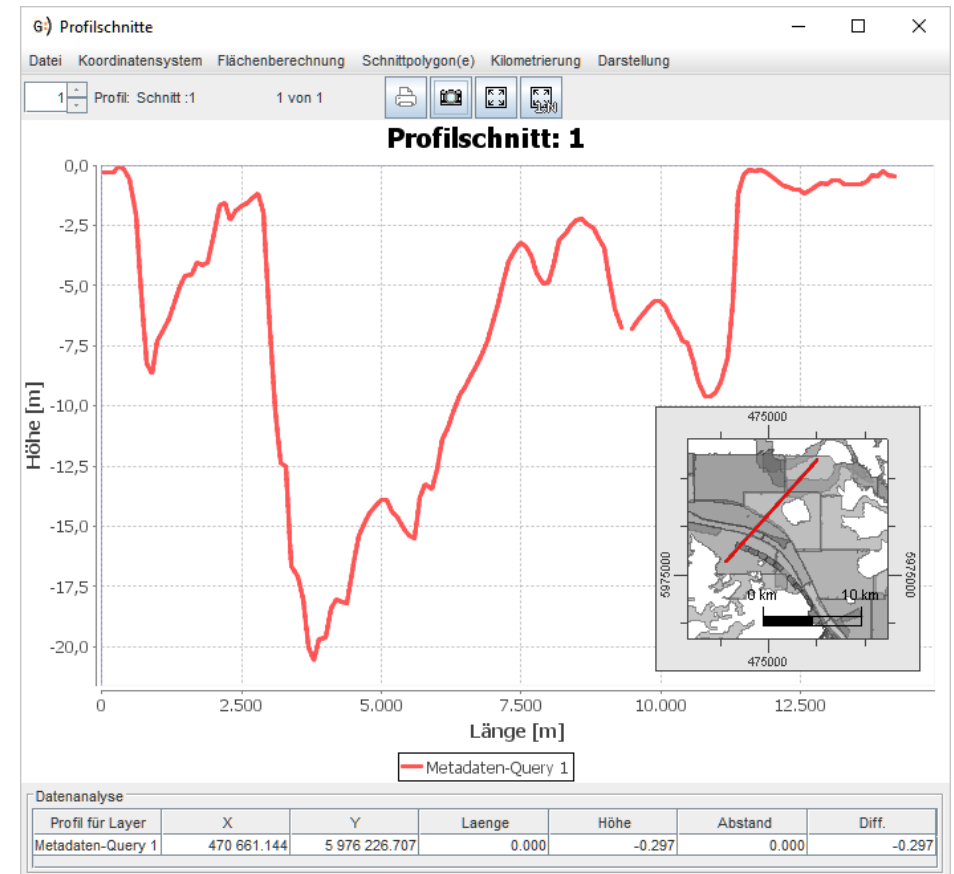 G:) Profilschnitte
Datei Koordinatensystem Flächenberechnung Schnittpolygon(e) Kilometrierung Darstellung
1 Profil: Schnitt :1 1 von 1 1:N
Profilschnitt: 1
0,0
-2,5
-5,0
-7,5
-10,0
-12,5
-15,0
-17,5
-20,0
Höhe [m]
475000
5975000
5975000
0 km 10 km
475000
0 2.500 5.000 7.500 10.000 12.500
Länge [m]
Metadaten-Query 1
Datenanalyse
Profil für Layer X Y Laenge Höhe Abstand Diff.
Metadaten-Query 1 470 661.144 5 976 226.707 0.000 -0.297 0.000 -0.297